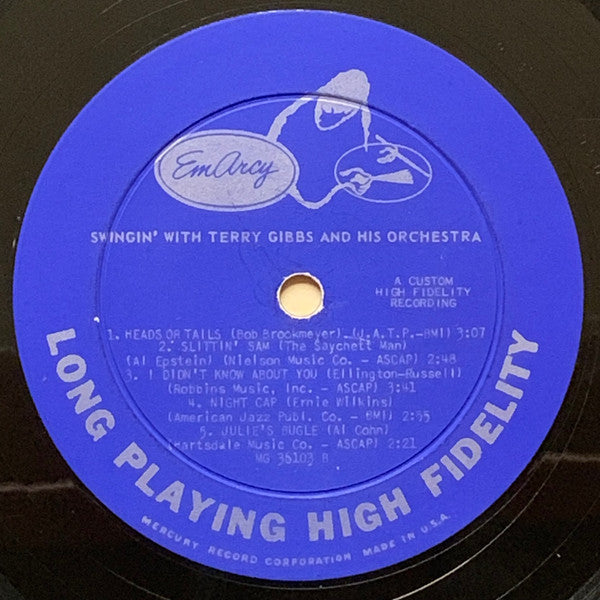 EmArcy
SWINGIN' WITH TERRY GIBBS AND HIS ORCHESTRA
A CUSTOM
HIGH FIDELITY
RECORDING
1. HEADS OR TAILS (Bob Brookmeyer) (J.A.T.P.-BMI) 3:07
2. SLITTIN' SAM (The Saychett Man)
(Al Epstein) (Nielson Music Co. - ASCAP) 2:48
3. I DIDN'T KNOW ABOUT YOU (Ellington-Russell)
(Robbins Music, Inc. - ASCAP) 3:41
4. NIGHT CAP (Ernie Wilkins)
(American Jazz Publ. Co. - BMI) 2:55
5. JULIE'S BUGLE (Al Cohn)
(Hartsdale Music Co. - ASCAP) 2:21
MG 36103 B
LONG PLAYING HIGH FIDELITY
MERCURY RECORD CORPORATION MADE IN U.S.A.